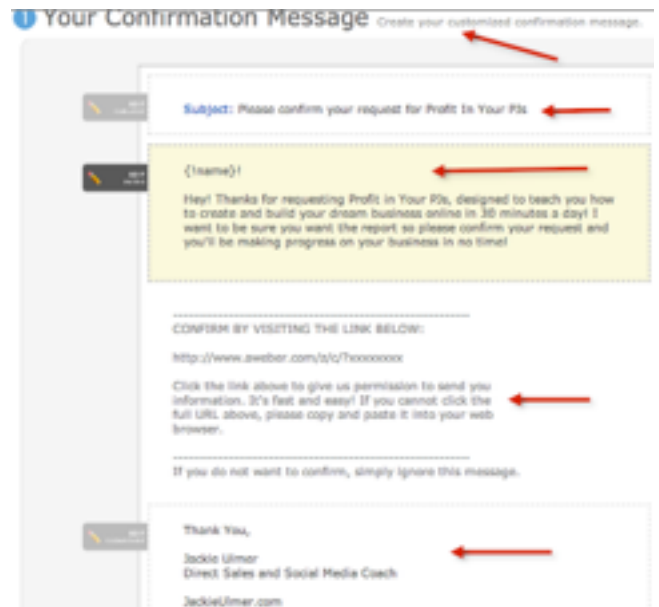 1 Your Confirmation Message Create your customized confirmation message.
Subject: Please confirm your request for Profit In Your PJs
{!name}!
Hey! Thanks for requesting Profit in Your PJs, designed to teach you how
to create and build your dream business online in 30 minutes a day! I
want to be sure you want the report so please confirm your request and
you'll be making progress on your business in no time!
CONFIRM BY VISITING THE LINK BELOW:
http://www.aweber.com/z/c/?xxxxxxxx
Click the link above to give us permission to send you
information. It's fast and easy! If you cannot click the
full URL above, please copy and paste it into your web
browser.
If you do not want to confirm, simply ignore this message.
Thank You,
Jackie Ulmer
Direct Sales and Social Media Coach
JackieUlmer.com